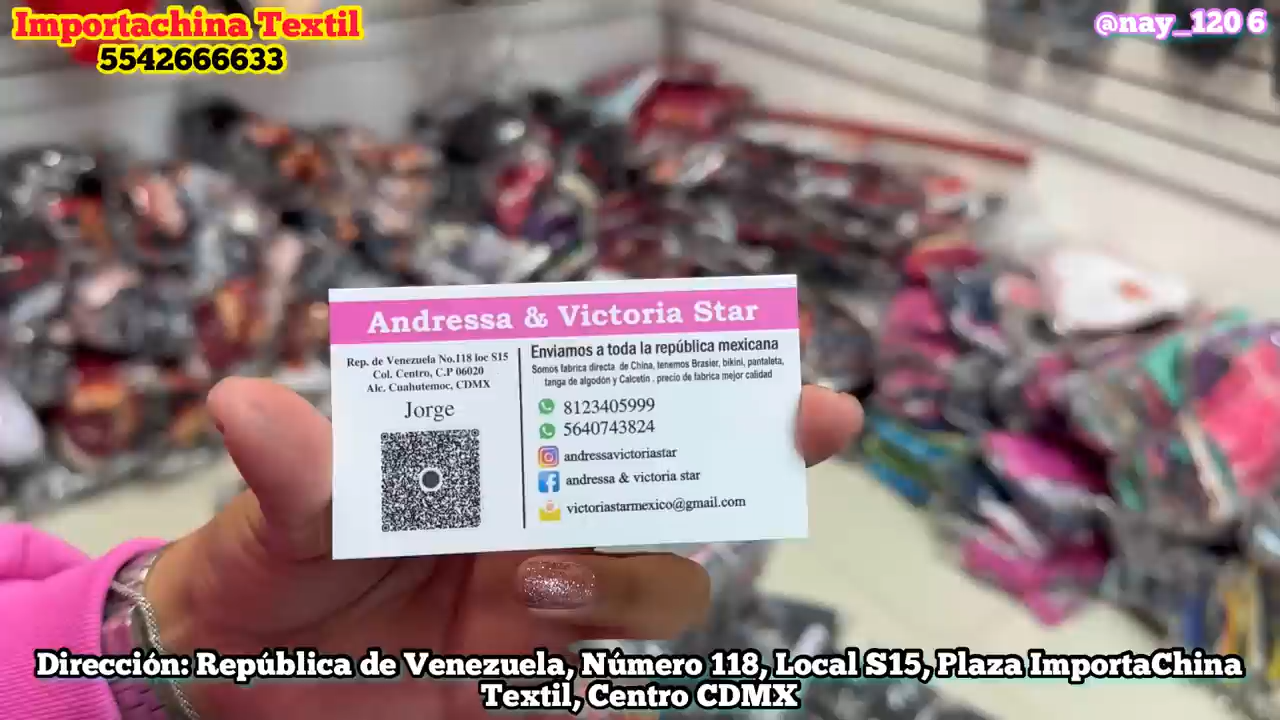 Importachina Textil
5542666633
@nay_1206
Andressa & Victoria Star
Rep. de Venezuela No.118 loc S15
Col. Centro, C.P 06020
Alc. Cuahutemoc, CDMX
Jorge
Enviamos a toda la república mexicana
Somos fabrica directa de China, tenemos Brasier, bikini, pantaleta,
tanga de algodón y Calcetin . precio de fabrica mejor calidad
8123405999
5640743824
andressavictoriastar
andressa & victoria star
victoriastarmexico@gmail.com
Dirección: República de Venezuela, Número 118, Local S15, Plaza ImportaChina
Textil, Centro CDMX